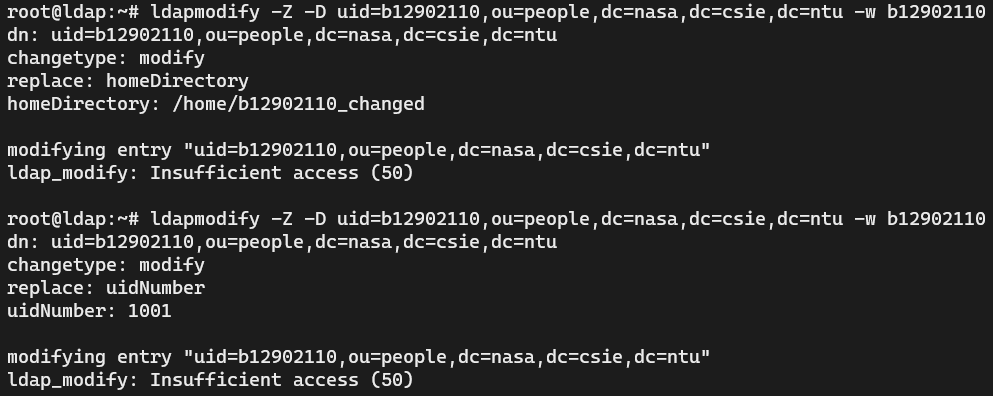 root@ldap:~# ldapmodify -Z -D uid=b12902110,ou=people,dc=nasa,dc=csie,dc=ntu -w b12902110
dn: uid=b12902110,ou=people,dc=nasa,dc=csie,dc=ntu
changetype: modify
replace: homeDirectory
homeDirectory: /home/b12902110_changed
modifying entry "uid=b12902110,ou=people,dc=nasa,dc=csie,dc=ntu"
ldap_modify: Insufficient access (50)
root@ldap:~# ldapmodify -Z -D uid=b12902110,ou=people,dc=nasa,dc=csie,dc=ntu -w b12902110
dn: uid=b12902110,ou=people,dc=nasa,dc=csie,dc=ntu
changetype: modify
replace: uidNumber
uidNumber: 1001
modifying entry "uid=b12902110,ou=people,dc=nasa,dc=csie,dc=ntu"
ldap_modify: Insufficient access (50)